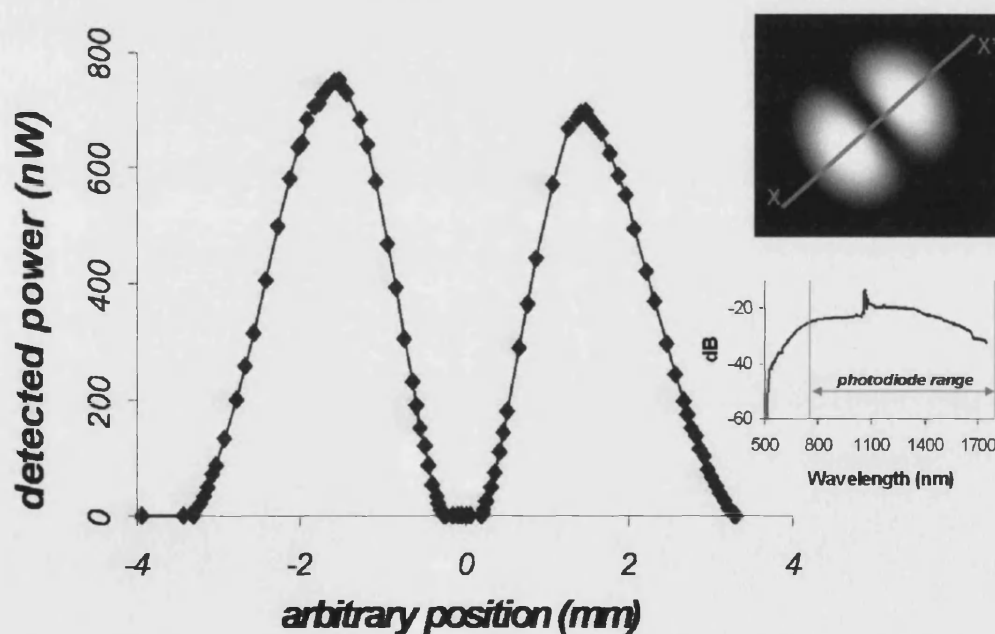 detected power (nW)
800
600
400
200
0
-4
-2
0
2
4
arbitrary position (mm)
X
X'
dB
-20
-40
-60
photodiode range
500
800
1100
1400
1700
Wavelength (nm)